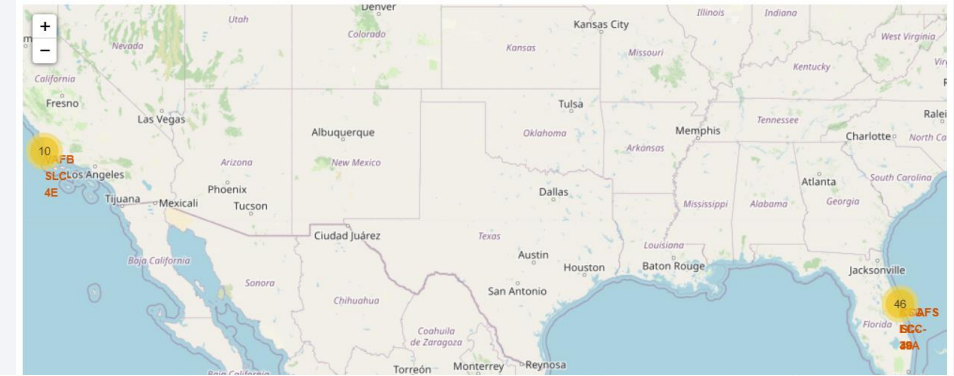 Denver
Utah
Colorado
Illinois
Indiana
Kansas City
West Virginia
Nevada
Kansas
Missouri
Kentucky
California
Fresno
Las Vegas
Tulsa
Tennessee
Memphis
Albuquerque
Oklahoma
Charlotte
North Ca
Arkansas
10
AFB
SLC-
4E
Los Angeles
Arizona
New Mexico
Phoenix
Tucson
Dallas
Atlanta
South Carolina
Tijuana
Mexicali
Mississippi
Alabama
Georgia
Ciudad Juárez
Texas
Louisiana
Austin
Houston
Baton Rouge
Jacksonville
Baja California
Sonora
San Antonio
Chihuahua
46
AFS
Florida
Coahuila
de Zaragoza
Monterrey
Reynosa
Torreón
Baja California
+
−